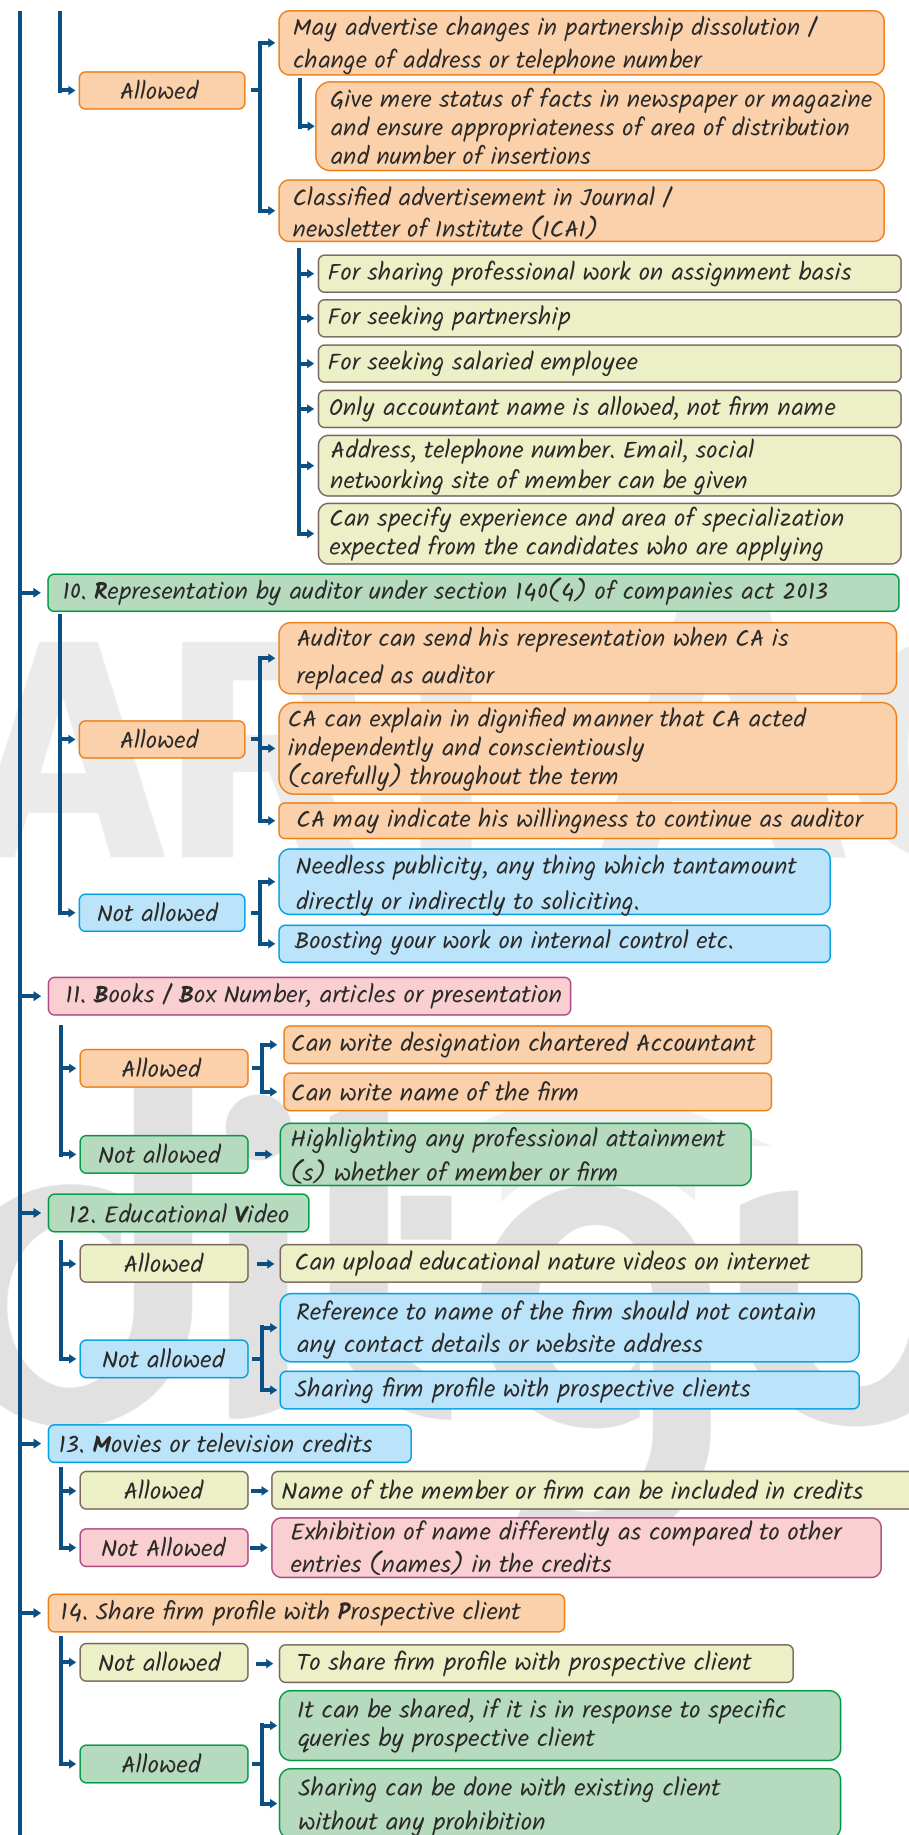 May advertise changes in partnership dissolution /
change of address or telephone number
Allowed
Give mere status of facts in newspaper or magazine
and ensure appropriateness of area of distribution
and number of insertions
Classified advertisement in Journal /
newsletter of Institute (ICAI)
For sharing professional work on assignment basis
For seeking partnership
For seeking salaried employee
Only accountant name is allowed, not firm name
Address, telephone number. Email, social
networking site of member can be given
Can specify experience and area of specialization
expected from the candidates who are applying
10. Representation by auditor under section 140(4) of companies act 2013
Auditor can send his representation when CA is
replaced as auditor
Allowed
CA can explain in dignified manner that CA acted
independently and conscientiously
(carefully) throughout the term
CA may indicate his willingness to continue as auditor
Not allowed
Needless publicity, any thing which tantamount
directly or indirectly to soliciting.
Boosting your work on internal control etc.
11. Books / Box Number, articles or presentation
Allowed
Can write designation chartered Accountant
Can write name of the firm
Not allowed
Highlighting any professional attainment
(s) whether of member or firm
12. Educational Video
Allowed
Can upload educational nature videos on internet
Not allowed
Reference to name of the firm should not contain
any contact details or website address
Sharing firm profile with prospective clients
13. Movies or television credits
Allowed
Name of the member or firm can be included in credits
Not Allowed
Exhibition of name differently as compared to other
entries (names) in the credits
14. Share firm profile with Prospective client
Not allowed
To share firm profile with prospective client
Allowed
It can be shared, if it is in response to specific
queries by prospective client
Sharing can be done with existing client
without any prohibition